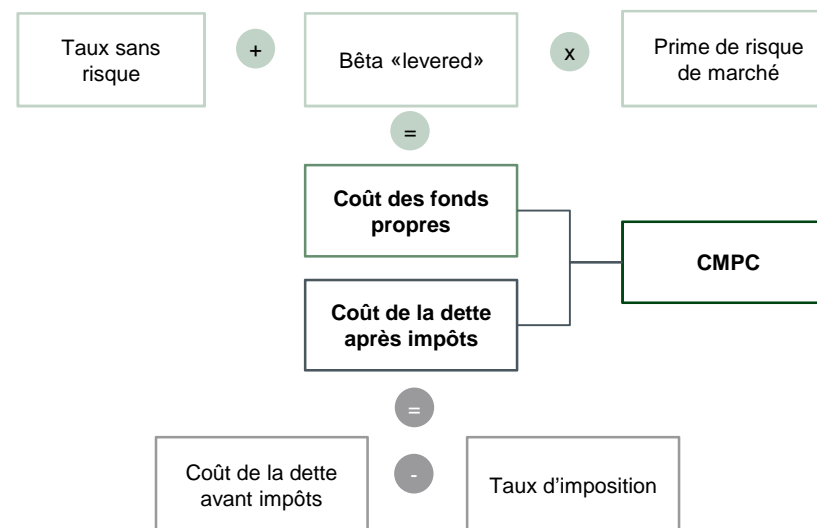 Taux sans
risque
+
Bêta «levered»
x
Prime de risque
de marché
=
Coût des fonds
propres
CMPC
Coût de la dette
après impôts
=
Coût de la dette
avant impôts
-
Taux d'imposition